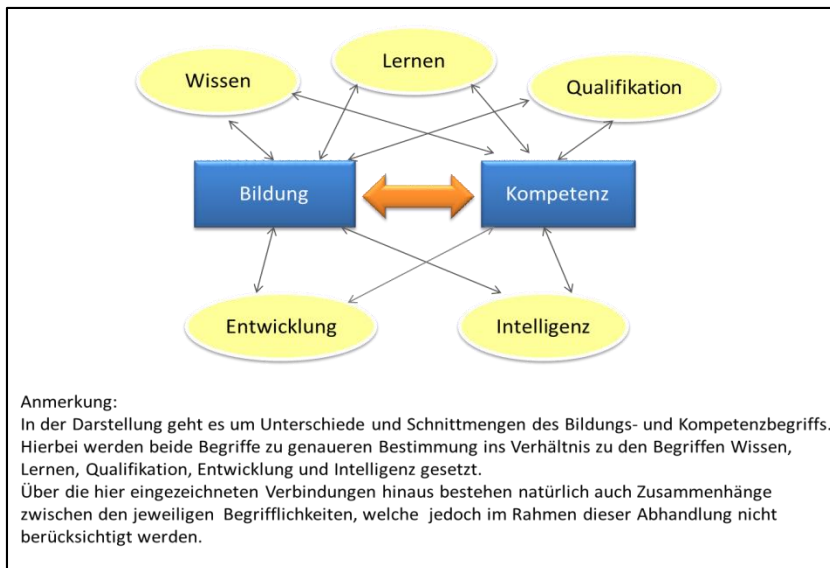 Wissen
Lernen
Qualifikation
Bildung
Kompetenz
Entwicklung
Intelligenz
Anmerkung:
In der Darstellung geht es um Unterschiede und Schnittmengen des Bildungs- und Kompetenzbegriffs.
Hierbei werden beide Begriffe zu genaueren Bestimmung ins Verhältnis zu den Begriffen Wissen,
Lernen, Qualifikation, Entwicklung und Intelligenz gesetzt.
Über die hier eingezeichneten Verbindungen hinaus bestehen natürlich auch Zusammenhänge
zwischen den jeweiligen Begrifflichkeiten, welche jedoch im Rahmen dieser Abhandlung nicht
berücksichtigt werden.